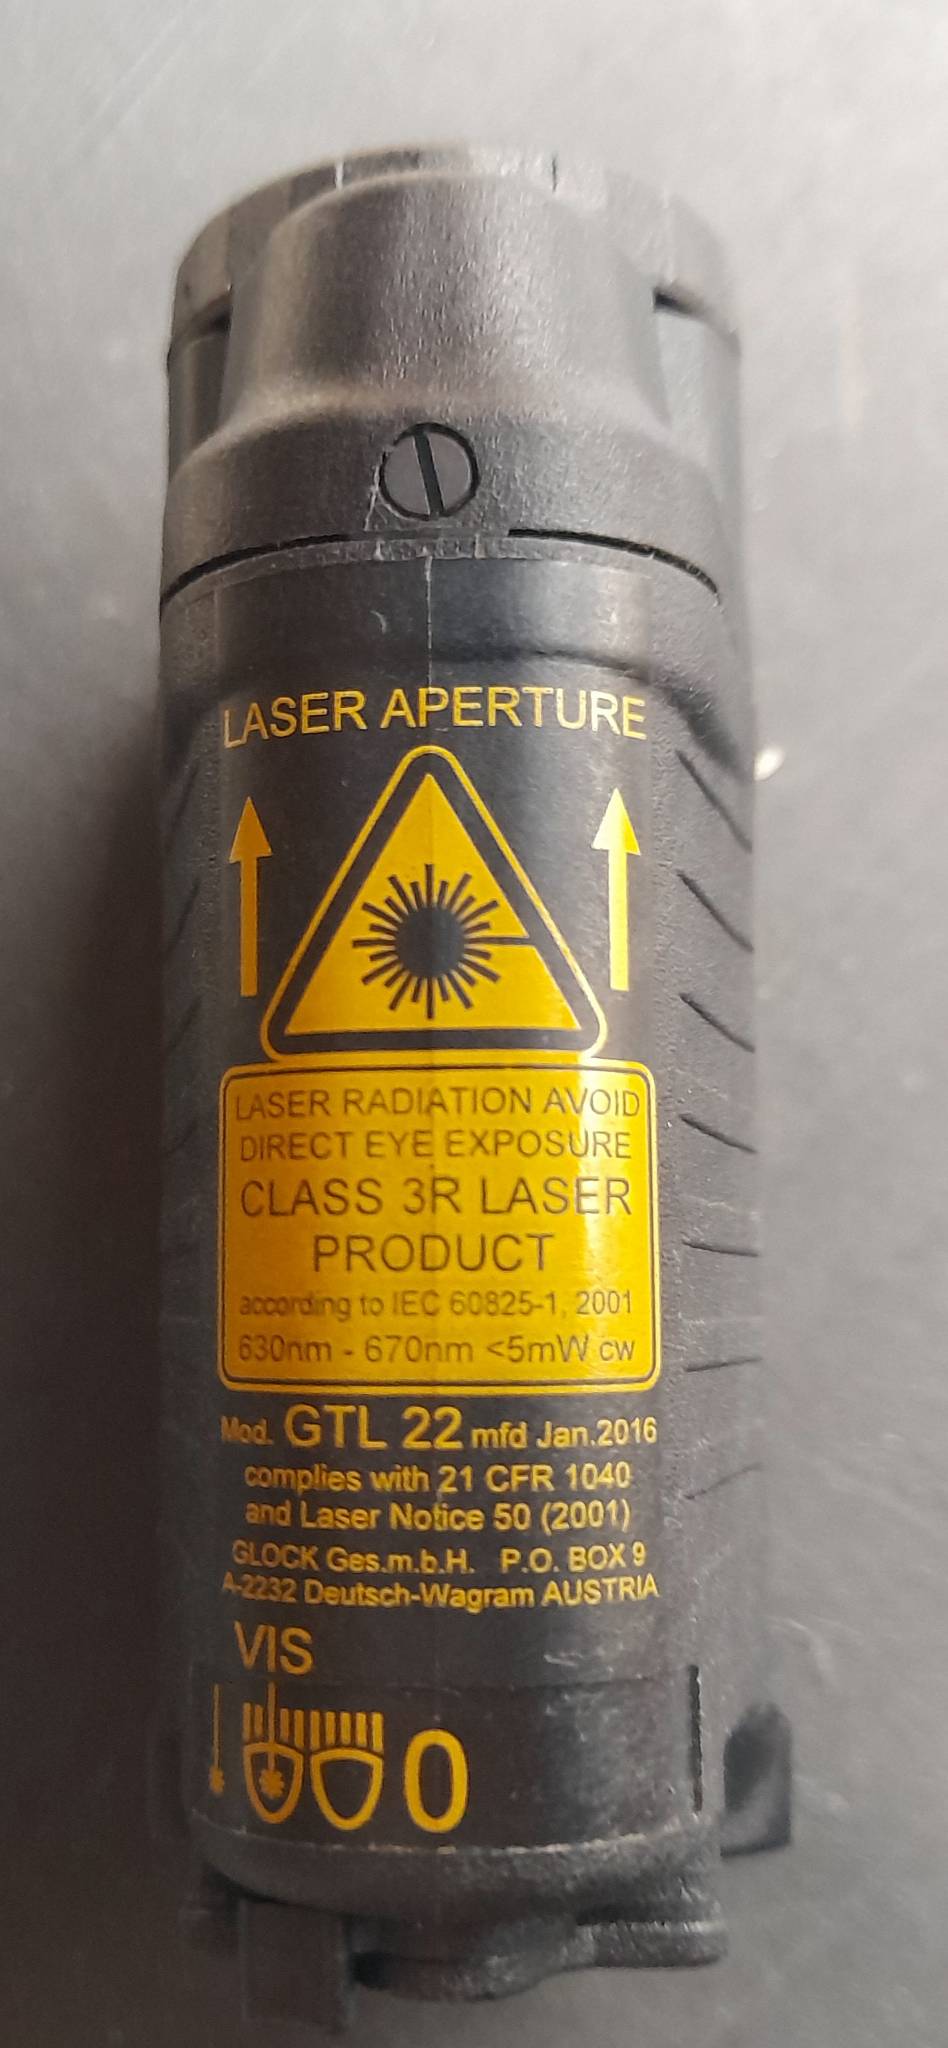 LASER APERTURE
LASER RADIATION AVOID
DIRECT EYE EXPOSURE
CLASS 3R LASER
PRODUCT
according to IEC 60825-1, 2001
630nm - 670nm <5mW cw
Mod. GTL 22 mfd Jan.2016
complies with 21 CFR 1040
and Laser Notice 50 (2001)
GLOCK Ges.m.b.H. P.O. BOX 9
A-2232 Deutsch-Wagram AUSTRIA
VIS
0